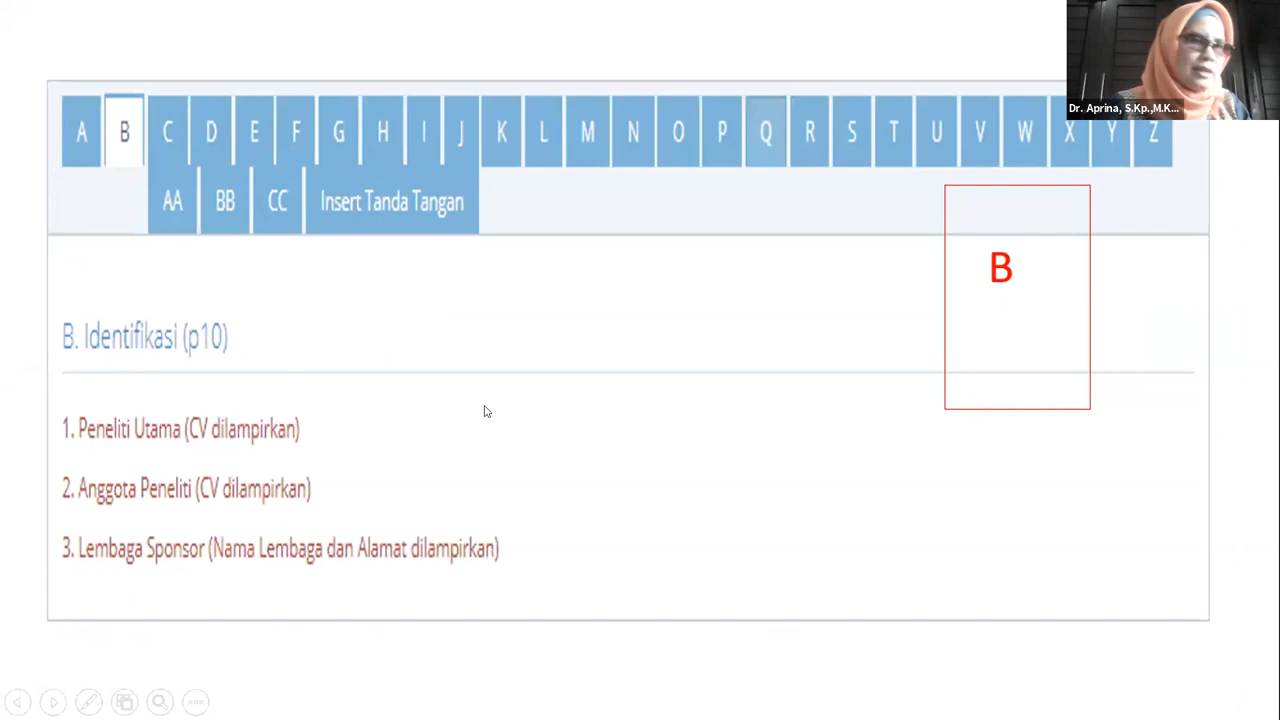 Dr. Aprina, S.Kp.,M.K...
A B C D E F G H I J K L M N O P Q R S T U V W X Y Z
AA BB CC Insert Tanda Tangan
B
B. Identifikasi (p10)
1. Peneliti Utama (CV dilampirkan)
2. Anggota Peneliti (CV dilampirkan)
3. Lembaga Sponsor (Nama Lembaga dan Alamat dilampirkan)